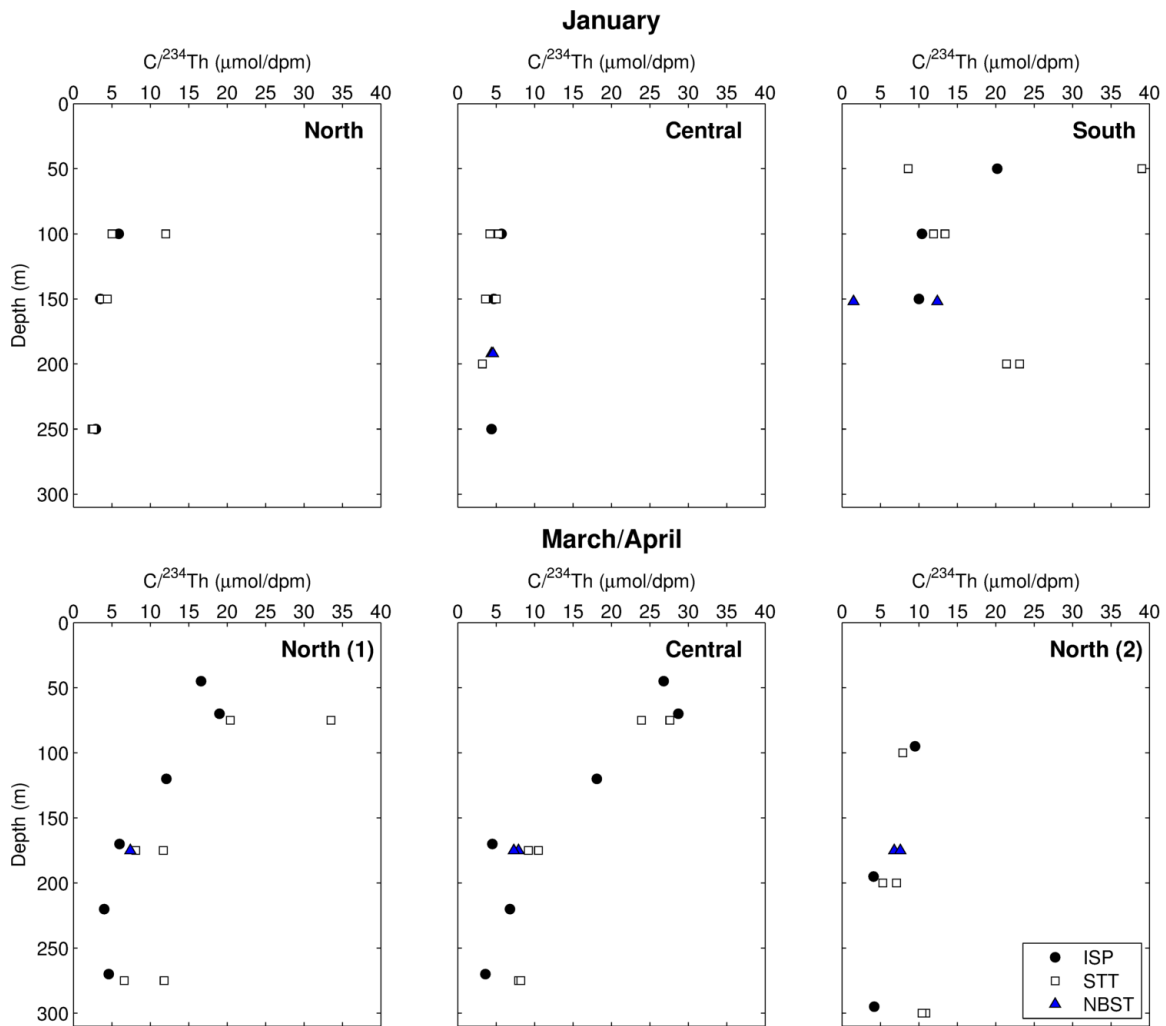 January
C/²³⁴Th (μmol/dpm) C/²³⁴Th (μmol/dpm) C/²³⁴Th (μmol/dpm)
0 5 10 15 20 25 30 35 40 0 5 10 15 20 25 30 35 40 0 5 10 15 20 25 30 35 40
0
North Central South
50
100
150
200
250
300
Depth (m)
March/April
C/²³⁴Th (μmol/dpm) C/²³⁴Th (μmol/dpm) C/²³⁴Th (μmol/dpm)
0 5 10 15 20 25 30 35 40 0 5 10 15 20 25 30 35 40 0 5 10 15 20 25 30 35 40
0
North (1) Central North (2)
50
100
150
200
250
300
Depth (m)
ISP
STT
NBST